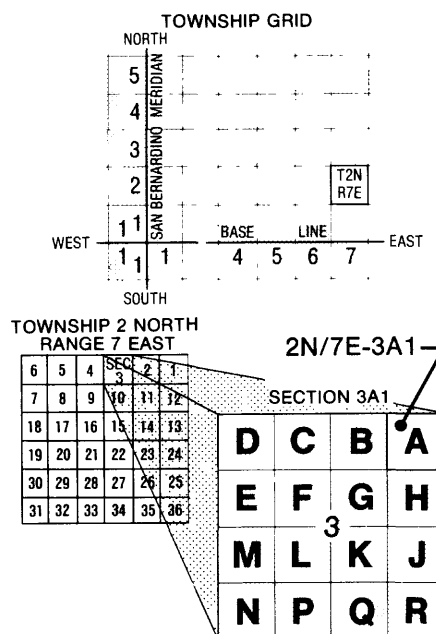 TOWNSHIP GRID
NORTH
5
4
3
2
1 1
SAN BERNARDINO MERIDIAN
T2N
R7E
WEST
BASE LINE
EAST
1 1 1 4 5 6 7
SOUTH
TOWNSHIP 2 NORTH
RANGE 7 EAST
6 5 4 SEC 3 2 1
7 8 9 10 11 12
18 17 16 15 14 13
19 20 21 22 23 24
30 29 28 27 26 25
31 32 33 34 35 36
2N/7E-3A1
SECTION 3A1
D C B A
E F G H
3
M L K J
N P Q R